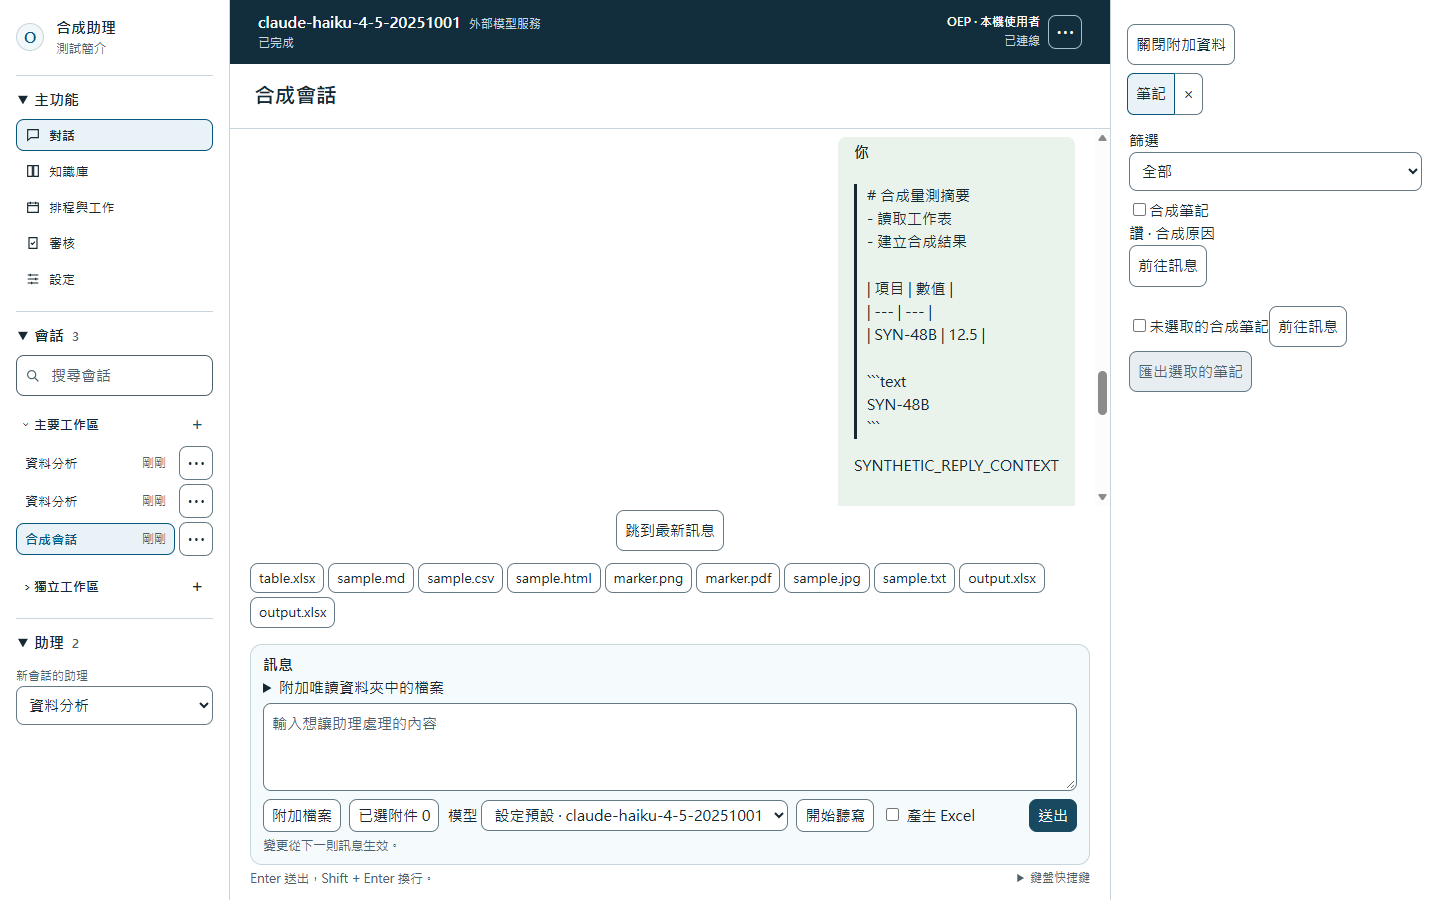 O
合成助理
測試簡介
▼ 主功能
對話
知識庫
排程與工作
審核
設定
▼ 會話 3
搜尋會話
主要工作區 +
資料分析 剛剛 ...
資料分析 剛剛 ...
合成會話 剛剛 ...
獨立工作區 +
▼ 助理 2
新會話的助理
資料分析
claude-haiku-4-5-20251001 外部模型服務
已完成
OEP · 本機使用者
已連線
...
合成會話
你
# 合成量測摘要
- 讀取工作表
- 建立合成結果
| 項目 | 數值 |
| --- | --- |
| SYN-48B | 12.5 |
```text
SYN-48B
```
SYNTHETIC_REPLY_CONTEXT
跳到最新訊息
table.xlsx sample.md sample.csv sample.html marker.png marker.pdf sample.jpg sample.txt output.xlsx
output.xlsx
訊息
▶ 附加唯讀資料夾中的檔案
輸入想讓助理處理的內容
附加檔案 已選附件 0 模型 設定預設 · claude-haiku-4-5-20251001 開始聽寫 產生 Excel 送出
變更從下一則訊息生效。
Enter 送出，Shift + Enter 換行。
▶ 鍵盤快捷鍵
關閉附加資料
筆記 ×
篩選
全部
合成筆記
讚 · 合成原因
前往訊息
未選取的合成筆記 前往訊息
匯出選取的筆記